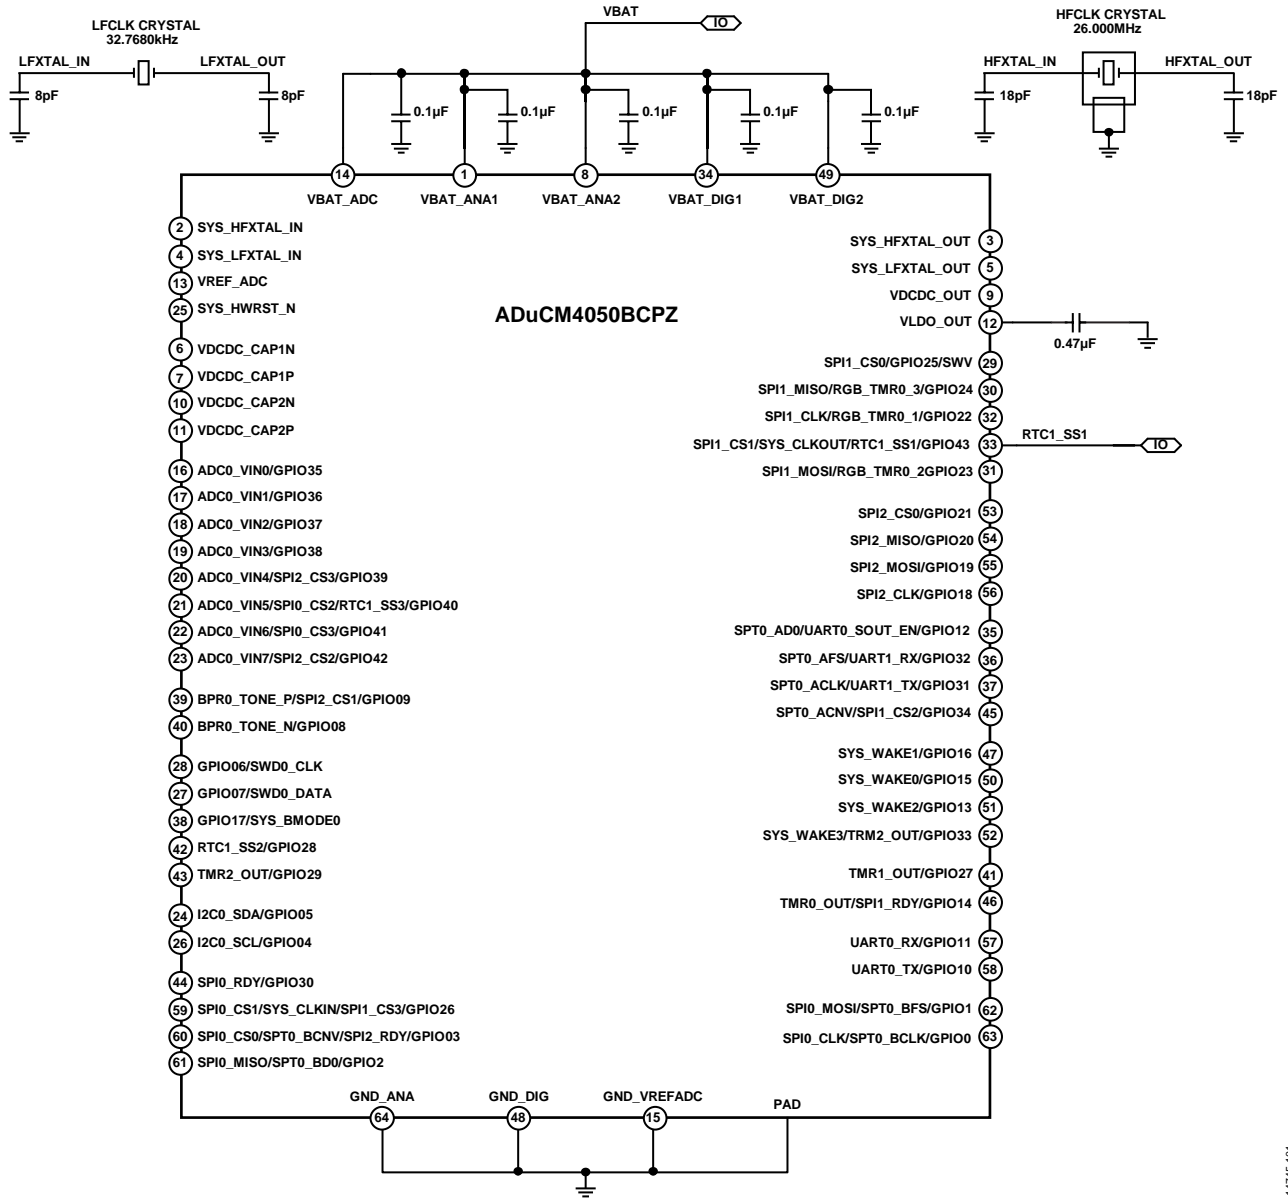 VBAT
IO
LFCLK CRYSTAL
32.7680kHz
LFXTAL_IN
LFXTAL_OUT
8pF
8pF
HFCLK CRYSTAL
26.000MHz
HFXTAL_IN
HFXTAL_OUT
18pF
18pF
0.1µF
0.1µF
0.1µF
0.1µF
0.1µF
14
1
8
34
49
VBAT_ADC
VBAT_ANA1
VBAT_ANA2
VBAT_DIG1
VBAT_DIG2
ADuCM4050BCPZ
2 SYS_HFXTAL_IN
4 SYS_LFXTAL_IN
13 VREF_ADC
25 SYS_HWRST_N
6 VDCDC_CAP1N
7 VDCDC_CAP1P
10 VDCDC_CAP2N
11 VDCDC_CAP2P
16 ADC0_VIN0/GPIO35
17 ADC0_VIN1/GPIO36
18 ADC0_VIN2/GPIO37
19 ADC0_VIN3/GPIO38
20 ADC0_VIN4/SPI2_CS3/GPIO39
21 ADC0_VIN5/SPI0_CS2/RTC1_SS3/GPIO40
22 ADC0_VIN6/SPI0_CS3/GPIO41
23 ADC0_VIN7/SPI2_CS2/GPIO42
39 BPR0_TONE_P/SPI2_CS1/GPIO09
40 BPR0_TONE_N/GPIO08
28 GPIO06/SWD0_CLK
27 GPIO07/SWD0_DATA
38 GPIO17/SYS_BMODE0
42 RTC1_SS2/GPIO28
43 TMR2_OUT/GPIO29
24 I2C0_SDA/GPIO05
26 I2C0_SCL/GPIO04
44 SPI0_RDY/GPIO30
59 SPI0_CS1/SYS_CLKIN/SPI1_CS3/GPIO26
60 SPI0_CS0/SPT0_BCNV/SPI2_RDY/GPIO03
61 SPI0_MISO/SPT0_BD0/GPIO2
SYS_HFXTAL_OUT 3
SYS_LFXTAL_OUT 5
VDCDC_OUT 9
VLDO_OUT 12
0.47µF
SPI1_CS0/GPIO25/SWV 29
SPI1_MISO/RGB_TMR0_3/GPIO24 30
SPI1_CLK/RGB_TMR0_1/GPIO22 32
SPI1_CS1/SYS_CLKOUT/RTC1_SS1/GPIO43 33
RTC1_SS1
IO
SPI1_MOSI/RGB_TMR0_2GPIO23 31
SPI2_CS0/GPIO21 53
SPI2_MISO/GPIO20 54
SPI2_MOSI/GPIO19 55
SPI2_CLK/GPIO18 56
SPT0_AD0/UART0_SOUT_EN/GPIO12 35
SPT0_AFS/UART1_RX/GPIO32 36
SPT0_ACLK/UART1_TX/GPIO31 37
SPT0_ACNV/SPI1_CS2/GPIO34 45
SYS_WAKE1/GPIO16 47
SYS_WAKE0/GPIO15 50
SYS_WAKE2/GPIO13 51
SYS_WAKE3/TRM2_OUT/GPIO33 52
TMR1_OUT/GPIO27 41
TMR0_OUT/SPI1_RDY/GPIO14 46
UART0_RX/GPIO11 57
UART0_TX/GPIO10 58
SPI0_MOSI/SPT0_BFS/GPIO1 62
SPI0_CLK/SPT0_BCLK/GPIO0 63
GND_ANA
GND_DIG
GND_VREFADC
PAD
64
48
15